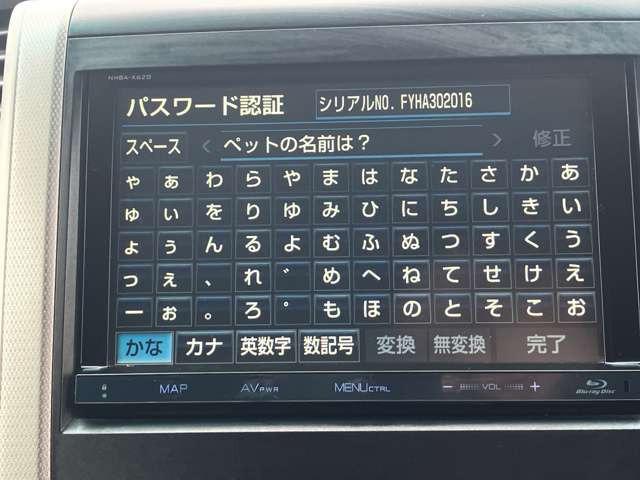 NHBA-X62G
パスワード認証 シリアルNO. FYHA302016
スペース ペットの名前は?
ゃ ぁ わ ら や ま は な た さ か あ
ゅ ぃ を り ゆ み ひ に ち し き い
ょ ぅ ん る よ む ふ ぬ つ す く う
っ ぇ 、 れ ゛ め へ ね て せ け え
ー ぉ 。 ろ ゜ も ほ の と そ こ お
かな カナ 英数字 数記号 変換 無変換 完了
修正
MAP AV PWR MENU CTRL − VOL + Blu-ray Disc